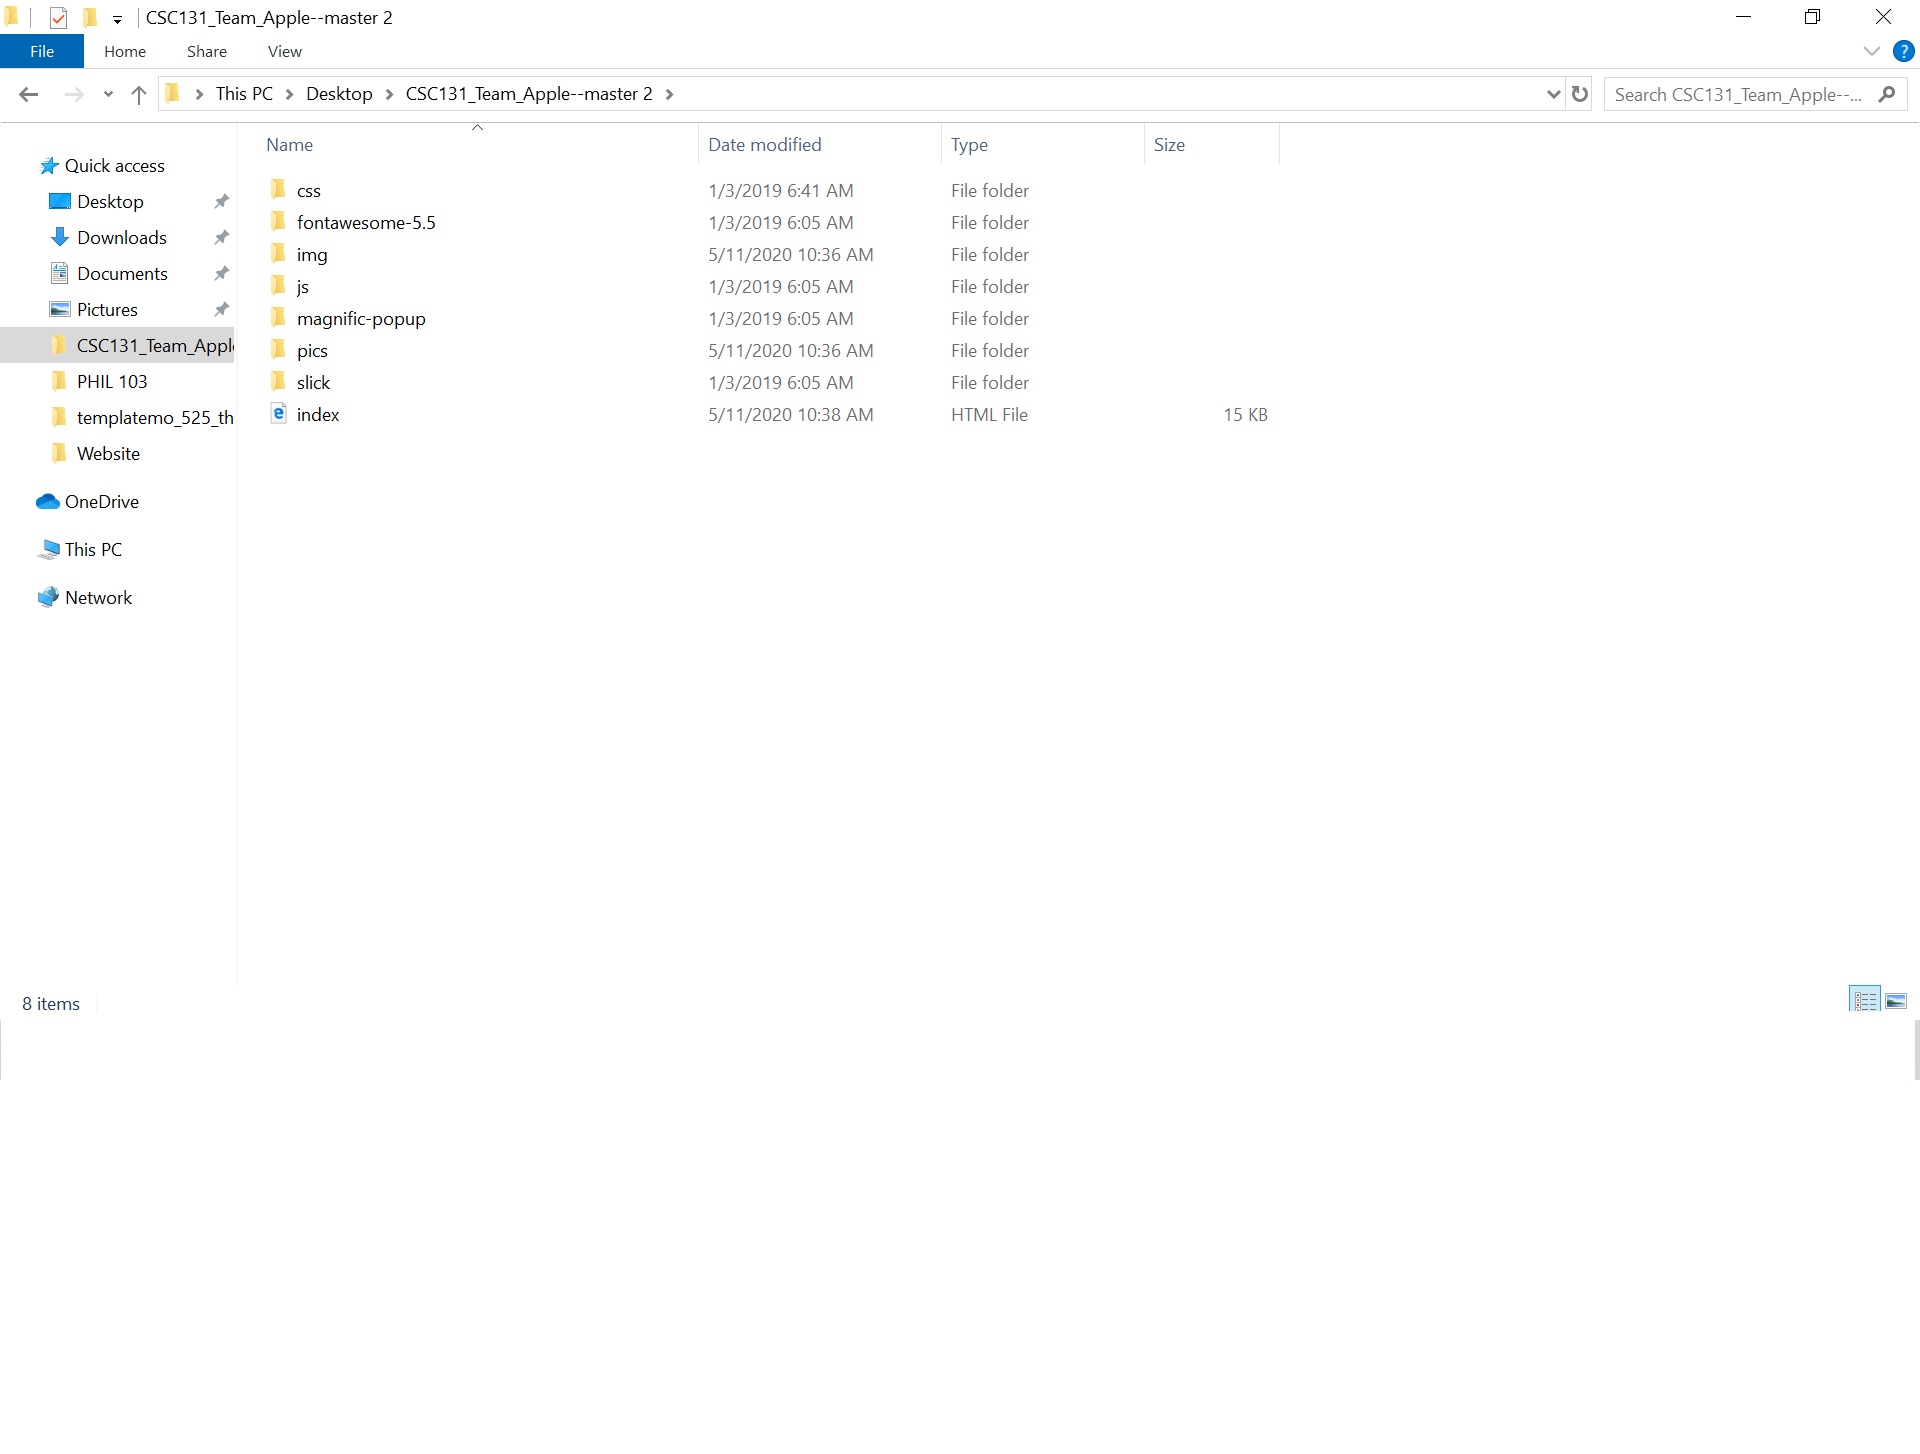 CSC131_Team_Apple--master 2
File Home Share View
?
This PC Desktop CSC131_Team_Apple--master 2
Search CSC131_Team_Apple--...
Name Date modified Type Size
Quick access
Desktop
Downloads
Documents
Pictures
CSC131_Team_Apple
PHIL 103
templatemo_525_th
Website
OneDrive
This PC
Network
css 1/3/2019 6:41 AM File folder
fontawesome-5.5 1/3/2019 6:05 AM File folder
img 5/11/2020 10:36 AM File folder
js 1/3/2019 6:05 AM File folder
magnific-popup 1/3/2019 6:05 AM File folder
pics 5/11/2020 10:36 AM File folder
slick 1/3/2019 6:05 AM File folder
index 5/11/2020 10:38 AM HTML File 15 KB
8 items